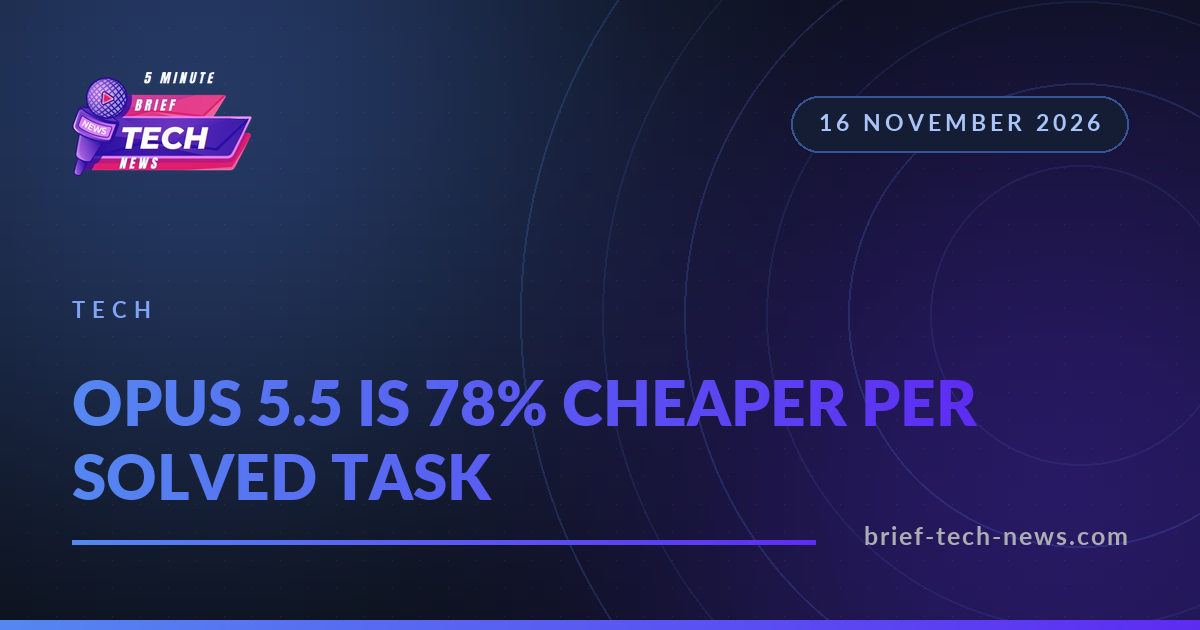 5 MINUTE
BRIEF
NEWS
TECH
NEWS
16 NOVEMBER 2026
TECH
OPUS 5.5 IS 78% CHEAPER PER
SOLVED TASK
brief-tech-news.com